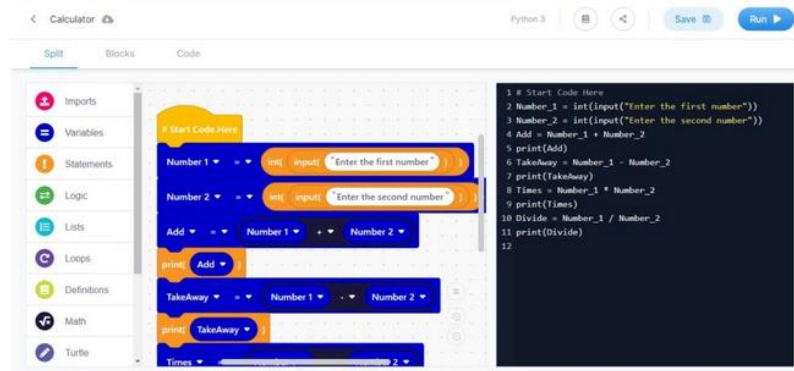 Calculator
Python 3
Save
Run
Split Blocks Code
Imports
Variables
Statements
Logic
Lists
Loops
Definitions
Math
Turtle
# Start Code Here
Number 1 = int( input( "Enter the first number" ) )
Number 2 = int( input( "Enter the second number" ) )
Add = Number 1 + Number 2
print( Add )
TakeAway = Number 1 - Number 2
print( TakeAway )
Times = 2
1 # Start Code Here
2 Number_1 = int(input("Enter the first number"))
3 Number_2 = int(input("Enter the second number"))
4 Add = Number_1 + Number_2
5 print(Add)
6 TakeAway = Number_1 - Number_2
7 print(TakeAway)
8 Times = Number_1 * Number_2
9 print(Times)
10 Divide = Number_1 / Number_2
11 print(Divide)
12